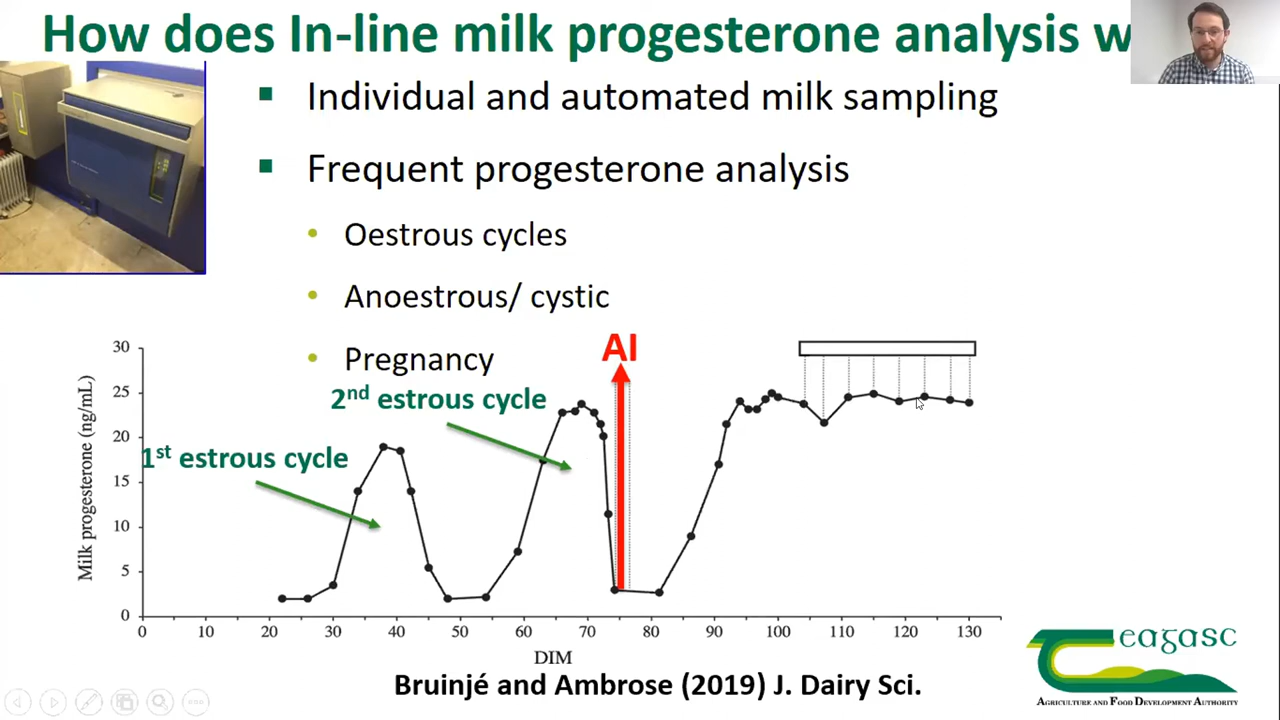 How does In-line milk progesterone analysis w
Individual and automated milk sampling
Frequent progesterone analysis
Oestrous cycles
Anoestrous/ cystic
Pregnancy
AI
2nd estrous cycle
1st estrous cycle
Milk progesterone (ng/mL)
30
25
20
15
10
5
0
0 10 20 30 40 50 60 70 80 90 100 110 120 130
DIM
Bruinjé and Ambrose (2019) J. Dairy Sci.
eagasc
AGRICULTURE AND FOOD DEVELOPMENT AUTHORITY